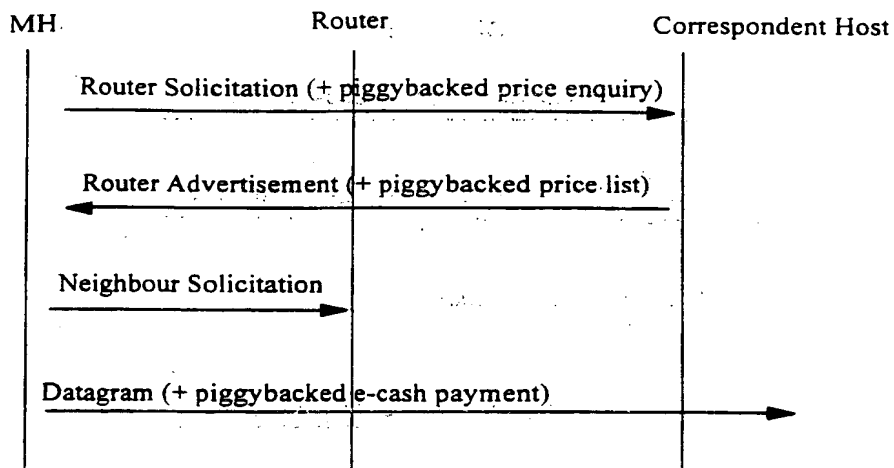 MH
Router
Correspondent Host
Router Solicitation (+ piggybacked price enquiry)
Router Advertisement (+ piggybacked price list)
Neighbour Solicitation
Datagram (+ piggybacked e-cash payment)